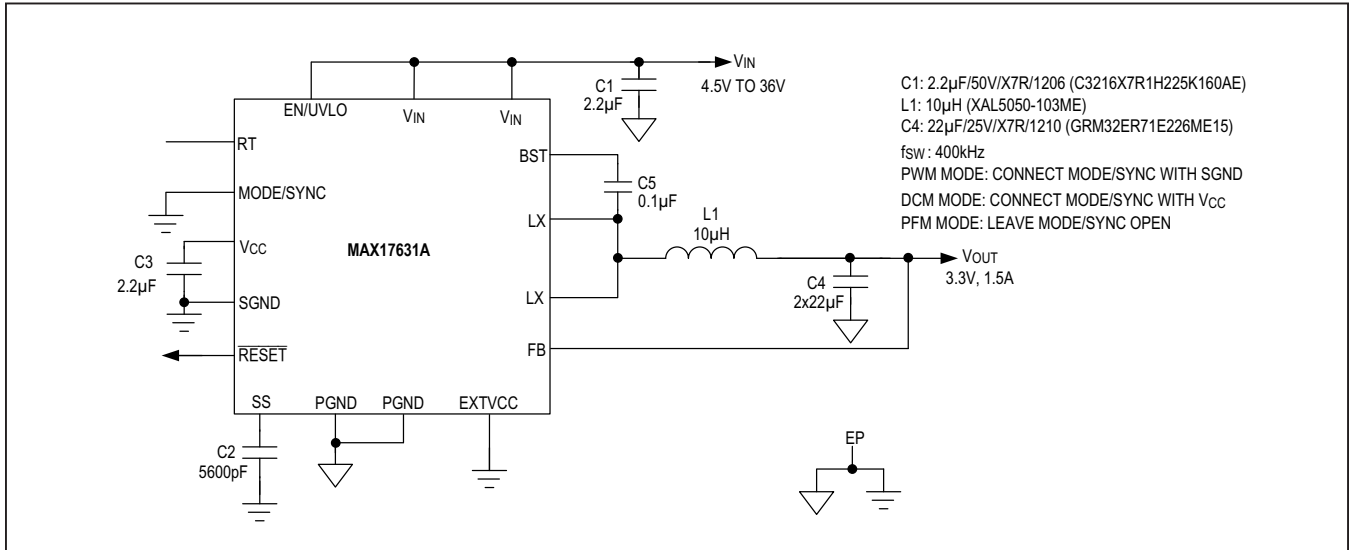 VIN
4.5V TO 36V
C1
2.2µF
C1: 2.2µF/50V/X7R/1206 (C3216X7R1H225K160AE)
L1: 10µH (XAL5050-103ME)
C4: 22µF/25V/X7R/1210 (GRM32ER71E226ME15)
fSW : 400kHz
PWM MODE: CONNECT MODE/SYNC WITH SGND
DCM MODE: CONNECT MODE/SYNC WITH VCC
PFM MODE: LEAVE MODE/SYNC OPEN
EN/UVLO
VIN
VIN
RT
MODE/SYNC
VCC
SGND
RESET
MAX17631A
BST
LX
LX
FB
SS
PGND
PGND
EXTVCC
C3
2.2µF
C2
5600pF
C5
0.1µF
L1
10µH
C4
2x22µF
VOUT
3.3V, 1.5A
EP